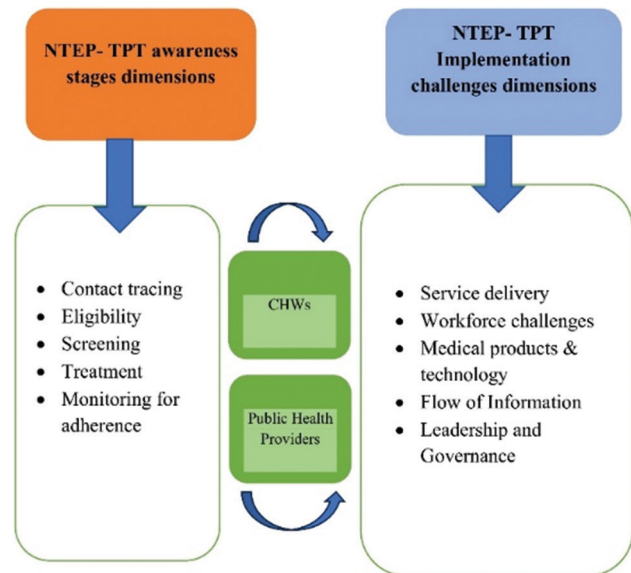 NTEP- TPT awareness
stages dimensions
NTEP- TPT
Implementation
challenges dimensions
• Contact tracing
• Eligibility
• Screening
• Treatment
• Monitoring for
adherence
CHWs
Public Health
Providers
• Service delivery
• Workforce challenges
• Medical products &
technology
• Flow of Information
• Leadership and
Governance